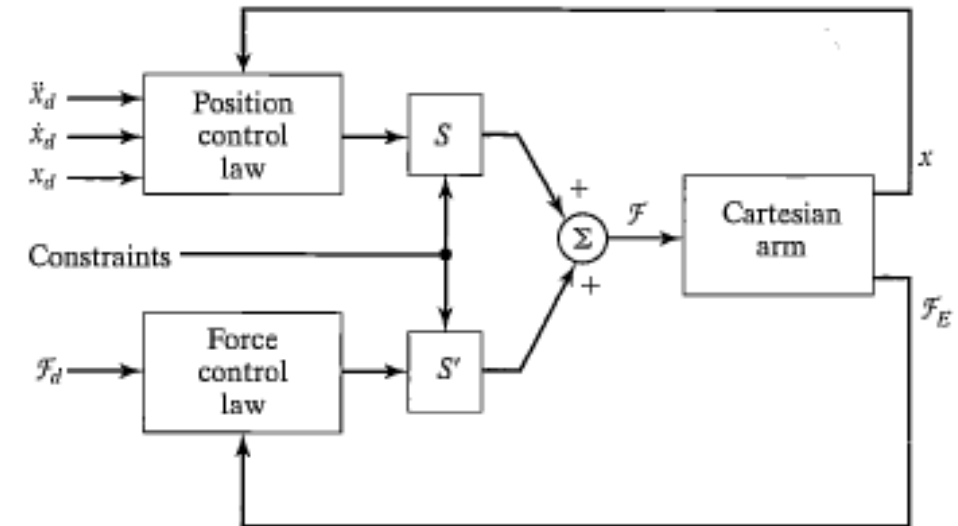 ẍ_d
ẋ_d
x_d
Position
control
law
S
x
+
ℱ
Σ
Cartesian
arm
Constraints
+
ℱ_E
ℱ_d
Force
control
law
S′